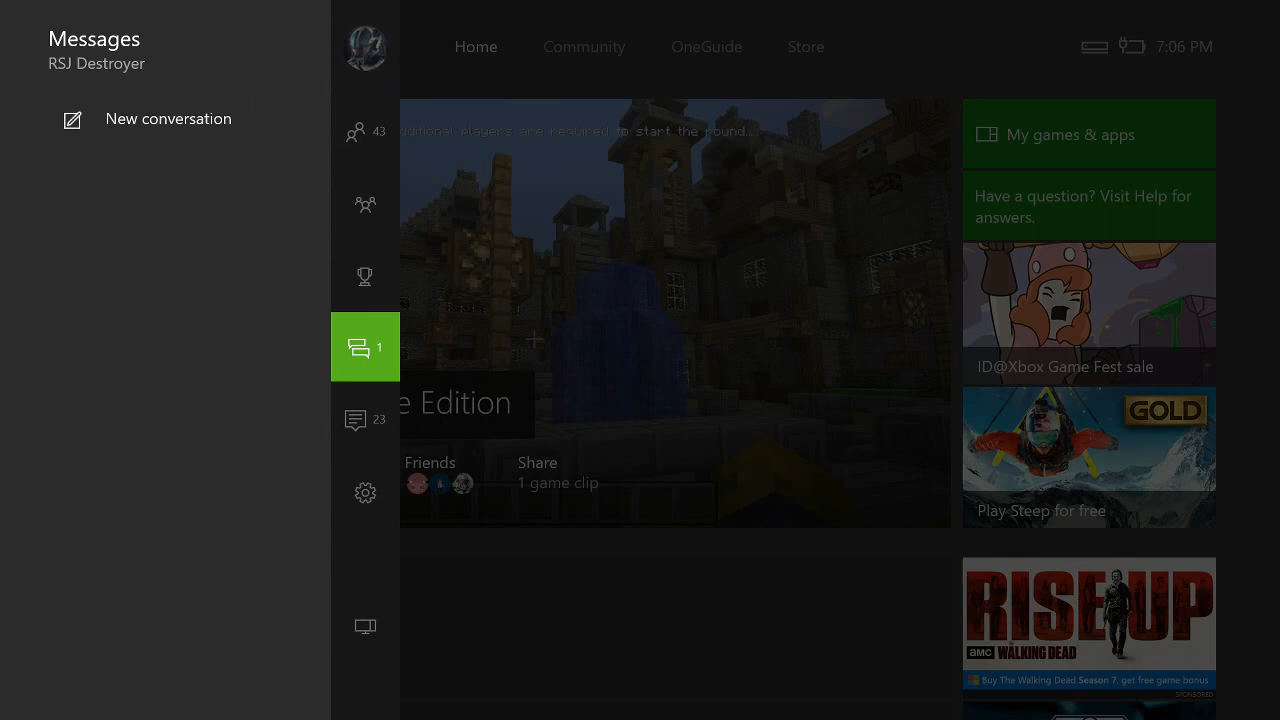 Messages
RSJ Destroyer
New conversation
43
1
23
Home
Community
OneGuide
Store
7:06 PM
dditional players are required to start the round...
e Edition
Friends
Share
1 game clip
My games & apps
Have a question? Visit Help for
answers.
ID@Xbox Game Fest sale
GOLD
Play Steep for free
RISE UP
amc THE WALKING DEAD
Buy The Walking Dead Season 7, get free game bonus
SPONSORED